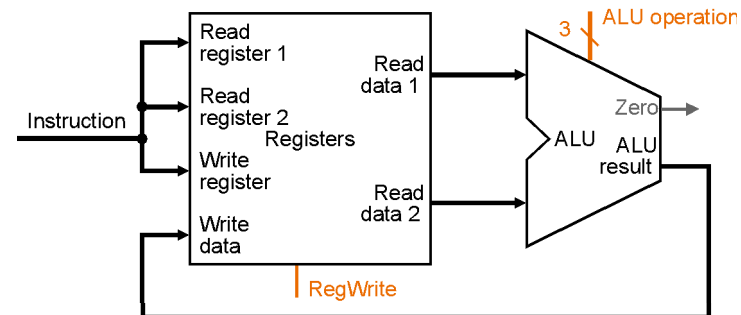 3
ALU operation
Read
register 1
Read
data 1
Read
register 2
Instruction
Registers
Zero
ALU
ALU
result
Write
register
Read
data 2
Write
data
RegWrite